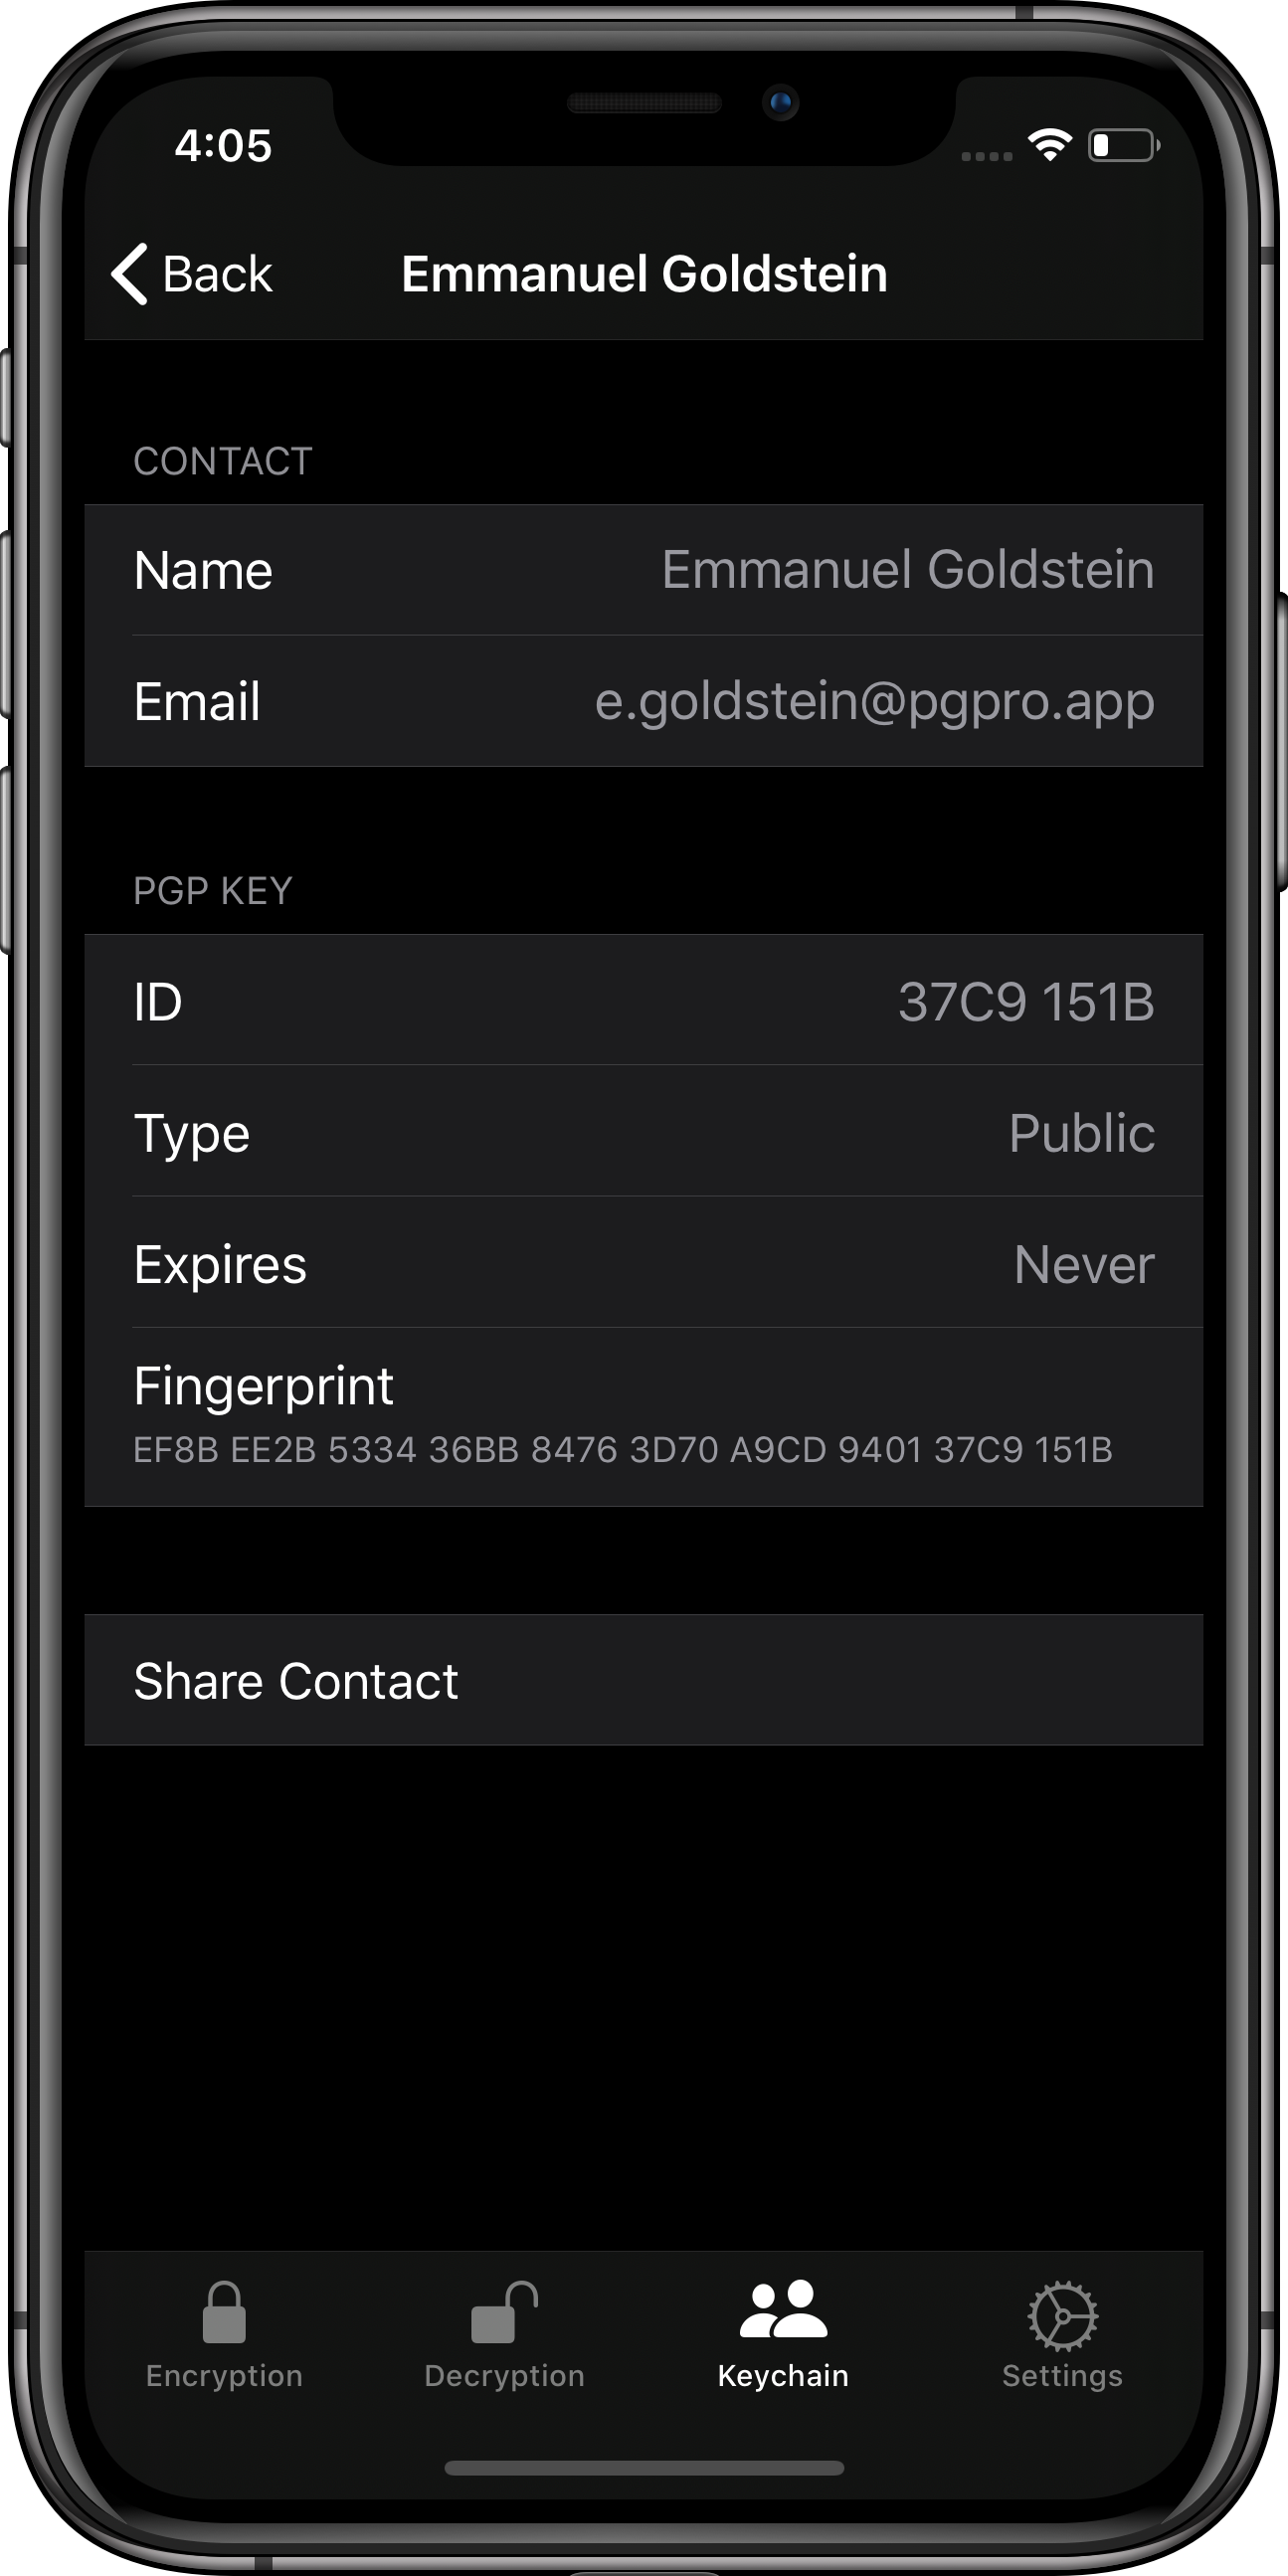 4:05
Back
Emmanuel Goldstein
CONTACT
Name Emmanuel Goldstein
Email e.goldstein@pgpro.app
PGP KEY
ID 37C9 151B
Type Public
Expires Never
Fingerprint
EF8B EE2B 5334 36BB 8476 3D70 A9CD 9401 37C9 151B
Share Contact
Encryption Decryption Keychain Settings